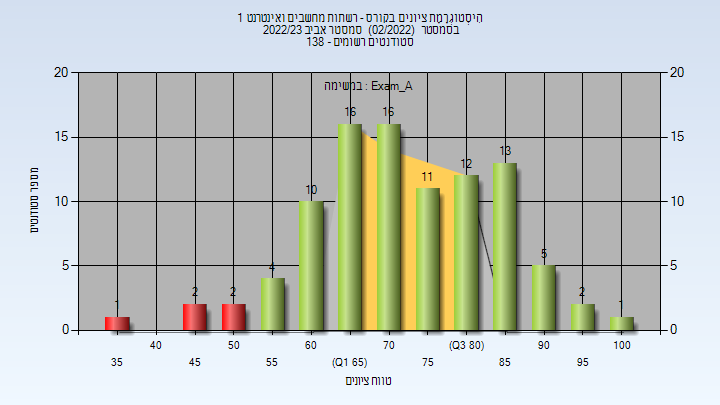 הִיסְטוֹגְרַמַּת ציונים בקורס - רשתות מחשבים ואינטרנט 1
בסמסטר (02/2022) סמסטר אביב 2022/23
סטודנטים רשומים - 138
במשימה : Exam_A
מספר סטודנטים
20 20
15 15
10 10
5 5
0 0
1 2 2 4 10 16 16 11 12 13 5 2 1
40 50 60 70 (Q3 80) 90 100
35 45 55 (Q1 65) 75 85 95
טווח ציונים